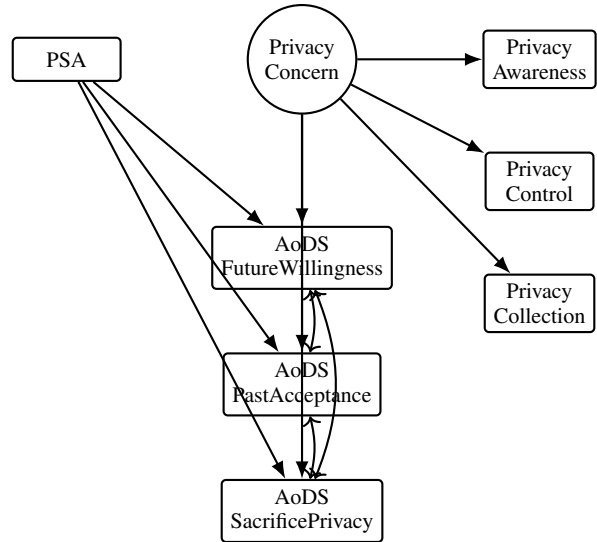 PSA
Privacy
Concern
Privacy
Awareness
Privacy
Control
AoDS
FutureWillingness
Privacy
Collection
AoDS
PastAcceptance
AoDS
SacrificePrivacy